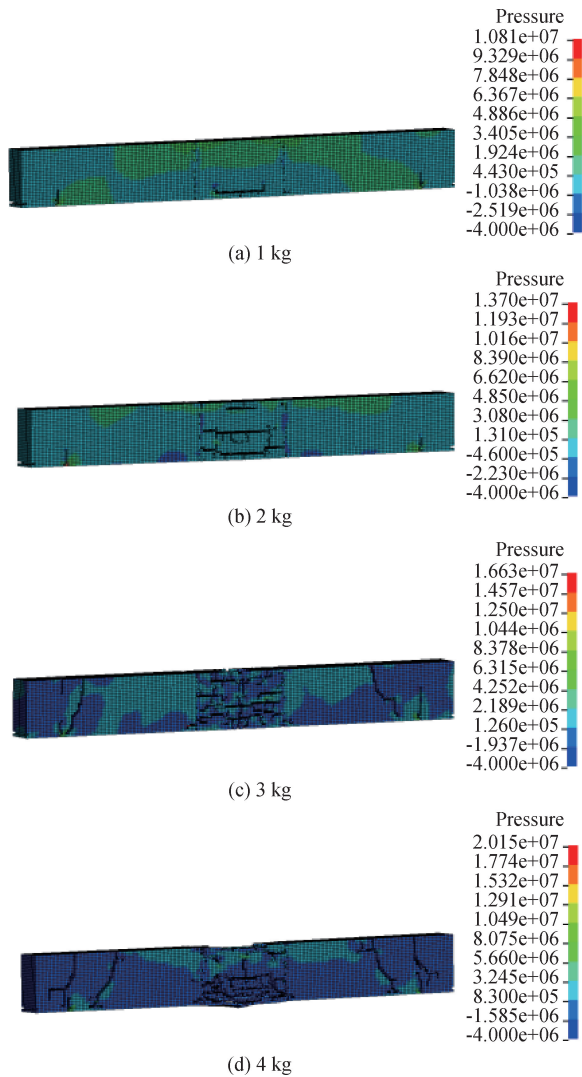 Pressure
1.081e+07
9.329e+06
7.848e+06
6.367e+06
4.886e+06
3.405e+06
1.924e+06
4.430e+05
-1.038e+06
-2.519e+06
-4.000e+06
(a) 1 kg
Pressure
1.370e+07
1.193e+07
1.016e+07
8.390e+06
6.620e+06
4.850e+06
3.080e+06
1.310e+05
-4.600e+05
-2.230e+06
-4.000e+06
(b) 2 kg
Pressure
1.663e+07
1.457e+07
1.250e+07
1.044e+07
8.378e+06
6.315e+06
4.252e+06
2.189e+06
1.260e+05
-1.937e+06
-4.000e+06
(c) 3 kg
Pressure
2.015e+07
1.774e+07
1.532e+07
1.291e+07
1.049e+07
8.075e+06
5.660e+06
3.245e+06
8.300e+05
-1.585e+06
-4.000e+06
(d) 4 kg